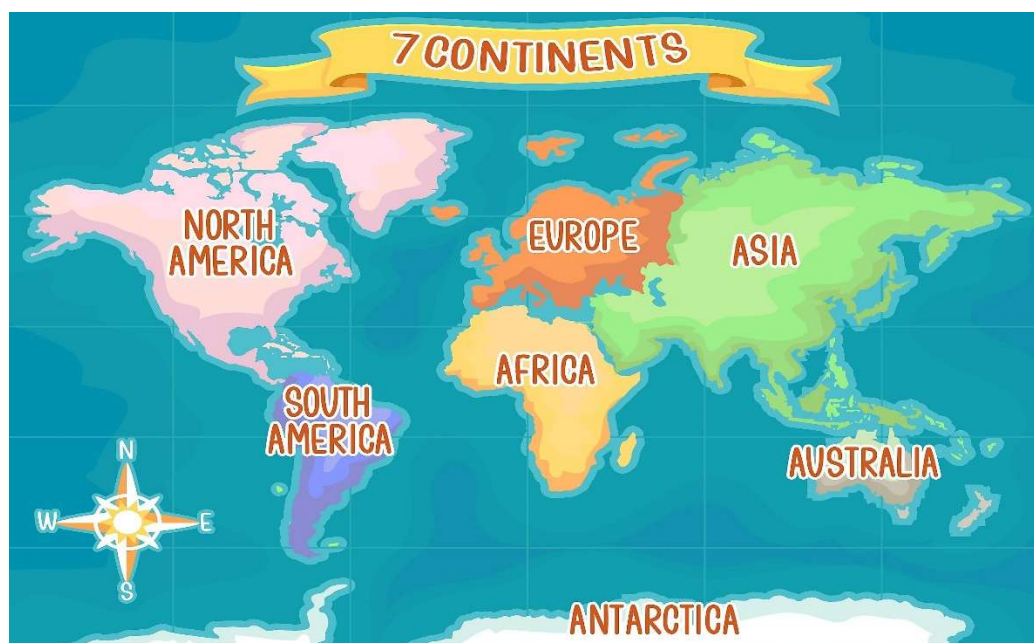 7 CONTINENTS
NORTH
AMERICA
EUROPE
ASIA
AFRICA
SOUTH
AMERICA
AUSTRALIA
N
W
E
S
ANTARCTICA